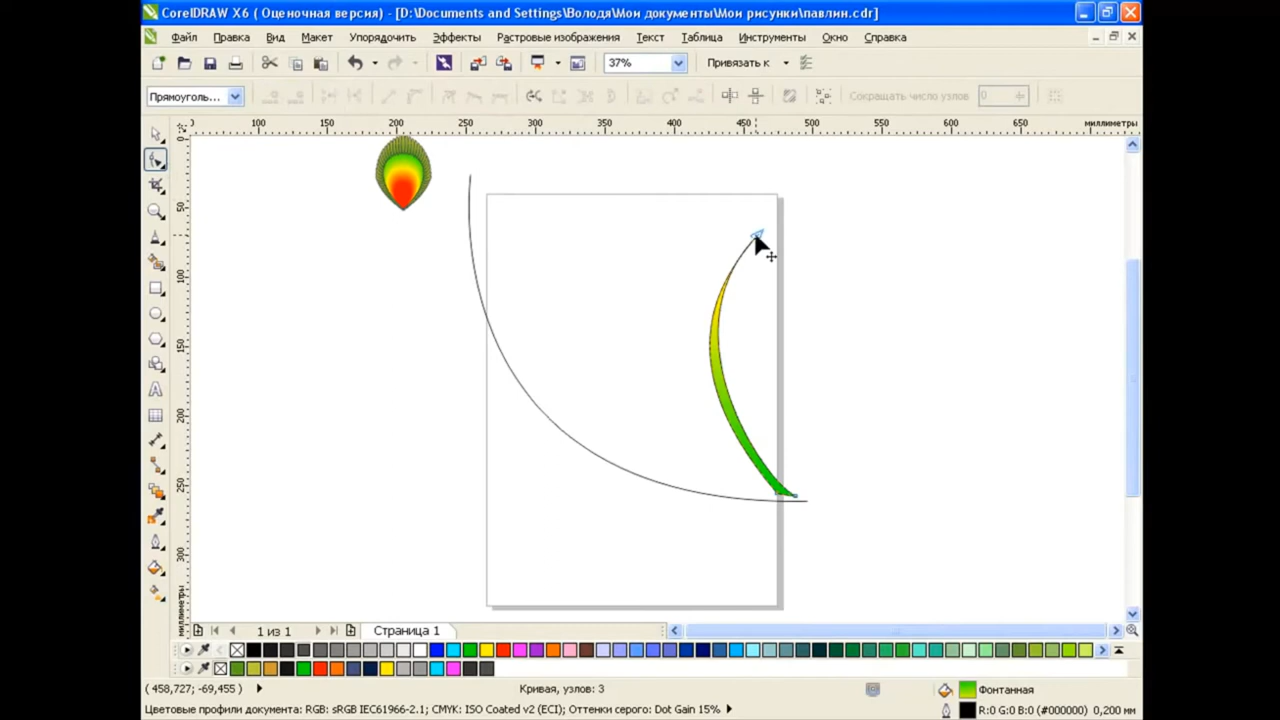 CorelDRAW X6 ( Оценочная версия) - [D:\Documents and Settings\Володя\Мои документы\Мои рисунки\павлин.cdr]
Файл Правка Вид Макет Упорядочить Эффекты Растровые изображения Текст Таблица Инструменты Окно Справка
37% Привязать к
Прямоуголь... Сокращать число узлов 0
100 150 200 250 300 350 400 450 500 550 600 650 миллиметры
0
50
100
150
200
250
300
миллиметры
1 из 1 Страница 1
( 458,727; -69,455 ) Кривая, узлов: 3 Фонтанная
Цветовые профили документа: RGB: sRGB IEC61966-2.1; CMYK: ISO Coated v2 (ECI); Оттенки серого: Dot Gain 15% R:0 G:0 B:0 (#000000) 0,200 мм